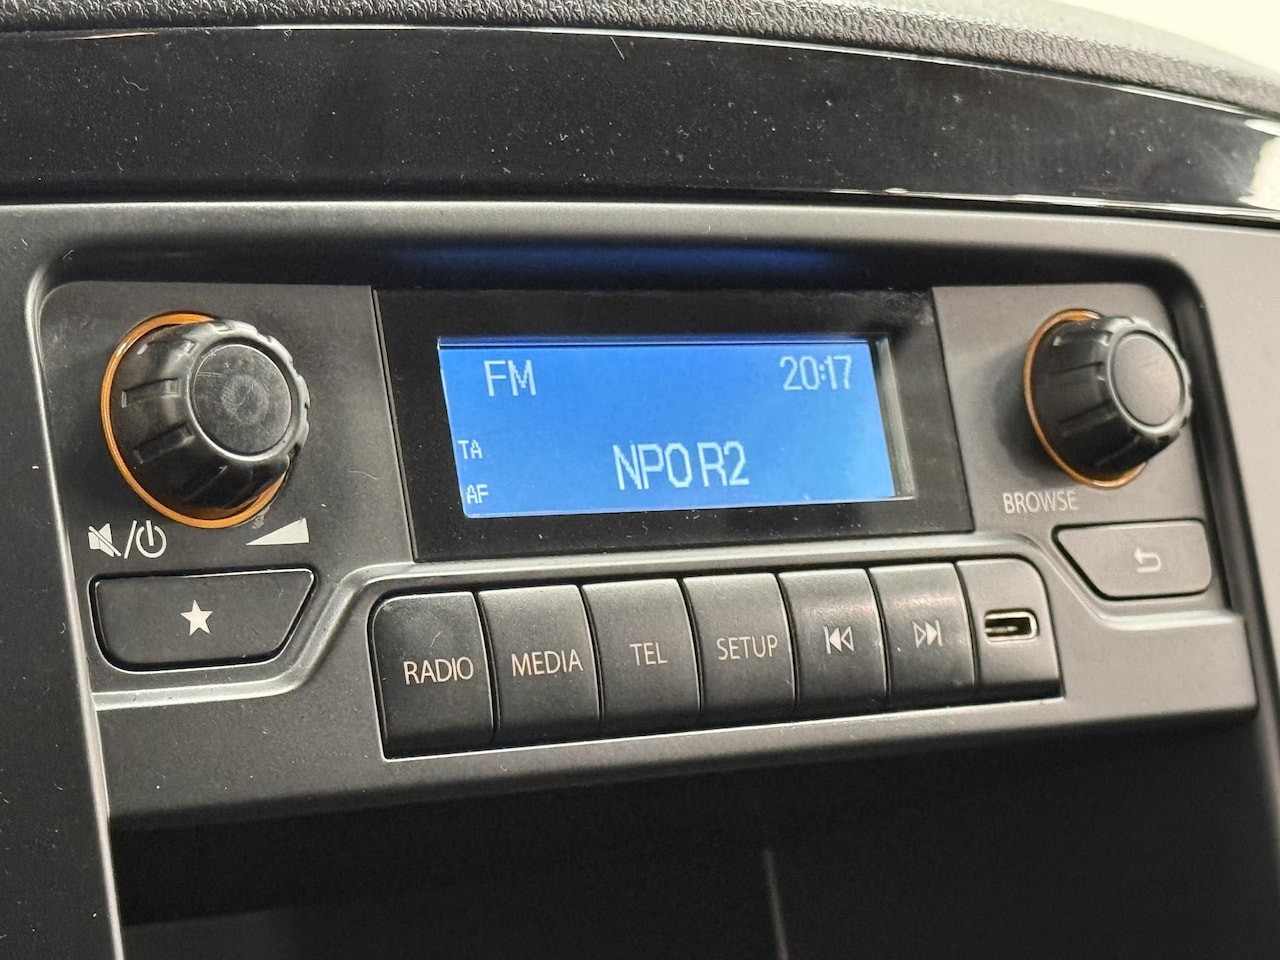 FM 20:17
TA
NPO R2
AF
BROWSE
RADIO MEDIA TEL SETUP